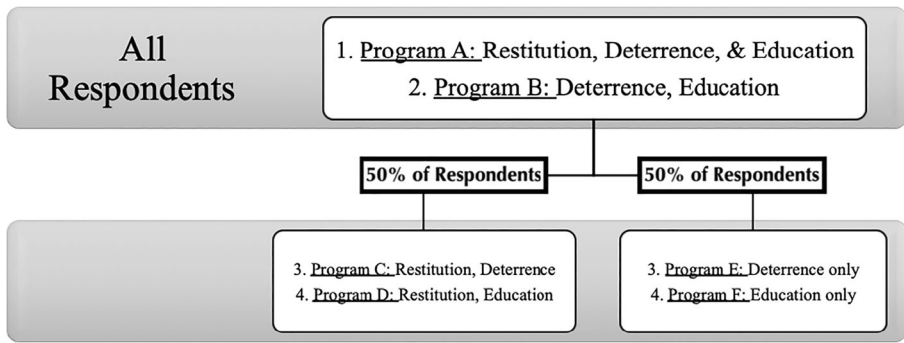 All
Respondents
1. Program A: Restitution, Deterrence, & Education
2. Program B: Deterrence, Education
50% of Respondents
50% of Respondents
3. Program C: Restitution, Deterrence
4. Program D: Restitution, Education
3. Program E: Deterrence only
4. Program F: Education only